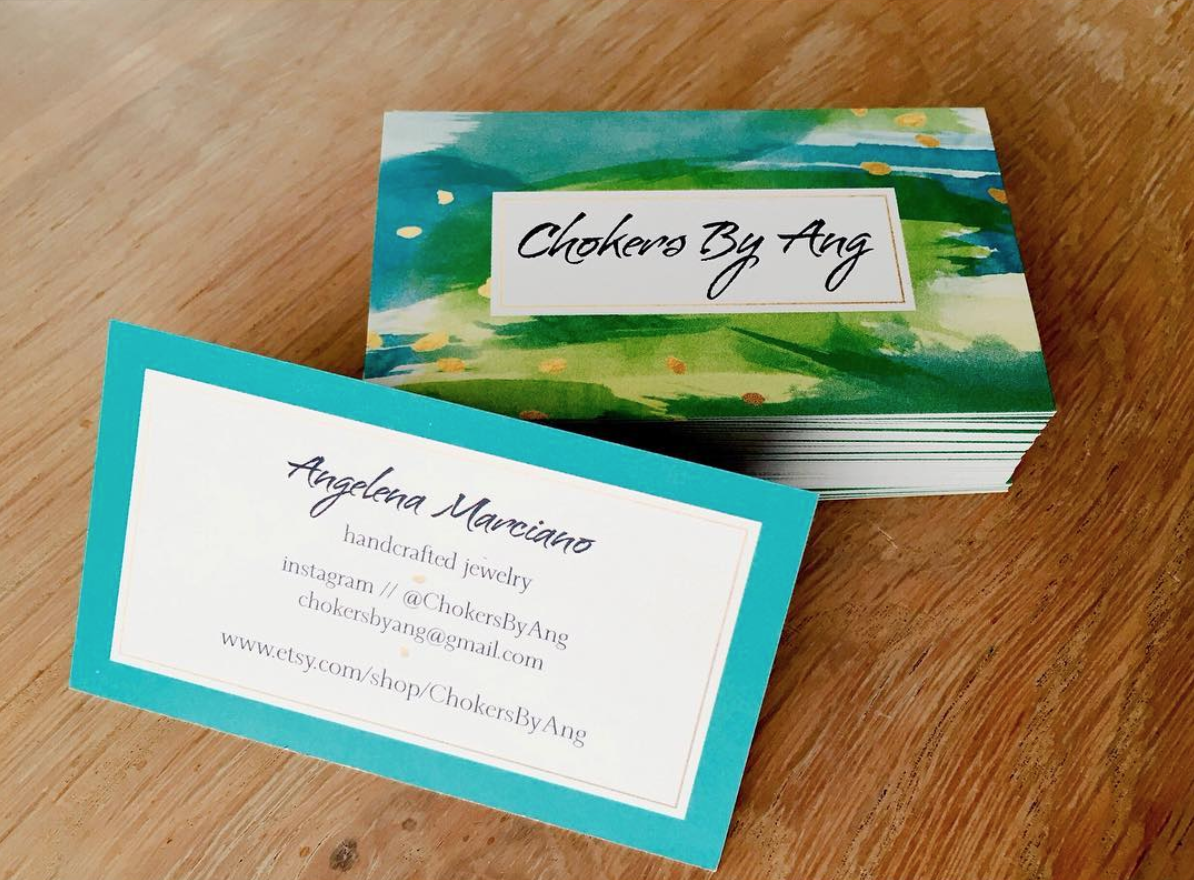 Chokers By Ang
Angelena Marciano
handcrafted jewelry
instagram // @ChokersByAng
chokersbyang@gmail.com
www.etsy.com/shop/ChokersByAng